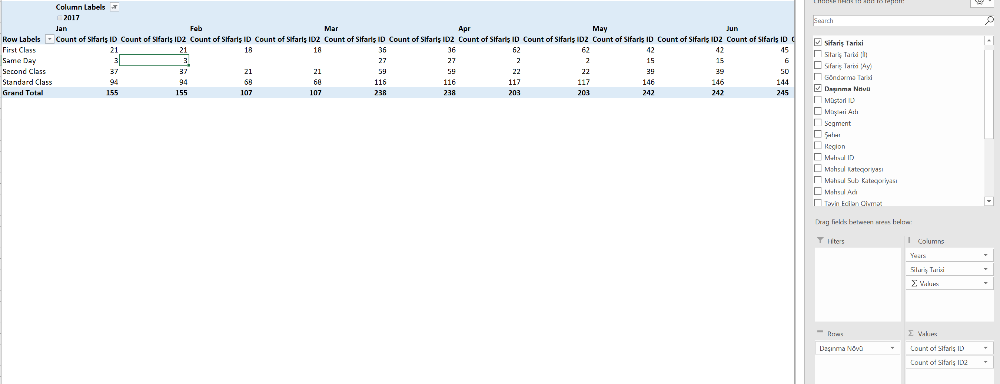 Column Labels
2017
Jan Feb Mar Apr May Jun
Row Labels Count of Sifariş ID Count of Sifariş ID2 Count of Sifariş ID Count of Sifariş ID2 Count of Sifariş ID Count of Sifariş ID2 Count of Sifariş ID Count of Sifariş ID2 Count of Sifariş ID Count of Sifariş ID2 Count of Sifariş ID
First Class 21 21 18 18 36 36 62 62 42 42 45
Same Day 3 3 27 27 2 2 15 15 6
Second Class 37 37 21 21 59 59 22 22 39 39 50
Standard Class 94 94 68 68 116 116 117 117 146 146 144
Grand Total 155 155 107 107 238 238 203 203 242 242 245
Choose fields to add to report:
Search
Sifariş Tarixi
Sifariş Tarixi (İl)
Sifariş Tarixi (Ay)
Göndərmə Tarixi
Daşınma Növü
Müştəri ID
Müştəri Adı
Segment
Şəhər
Region
Məhsul ID
Məhsul Kateqoriyası
Məhsul Sub-Kateqoriyası
Məhsul Adı
Təyin Edilən Qiymət
Drag fields between areas below:
Filters
Columns
Years
Sifariş Tarixi
Σ Values
Rows
Σ Values
Daşınma Növü
Count of Sifariş ID
Count of Sifariş ID2